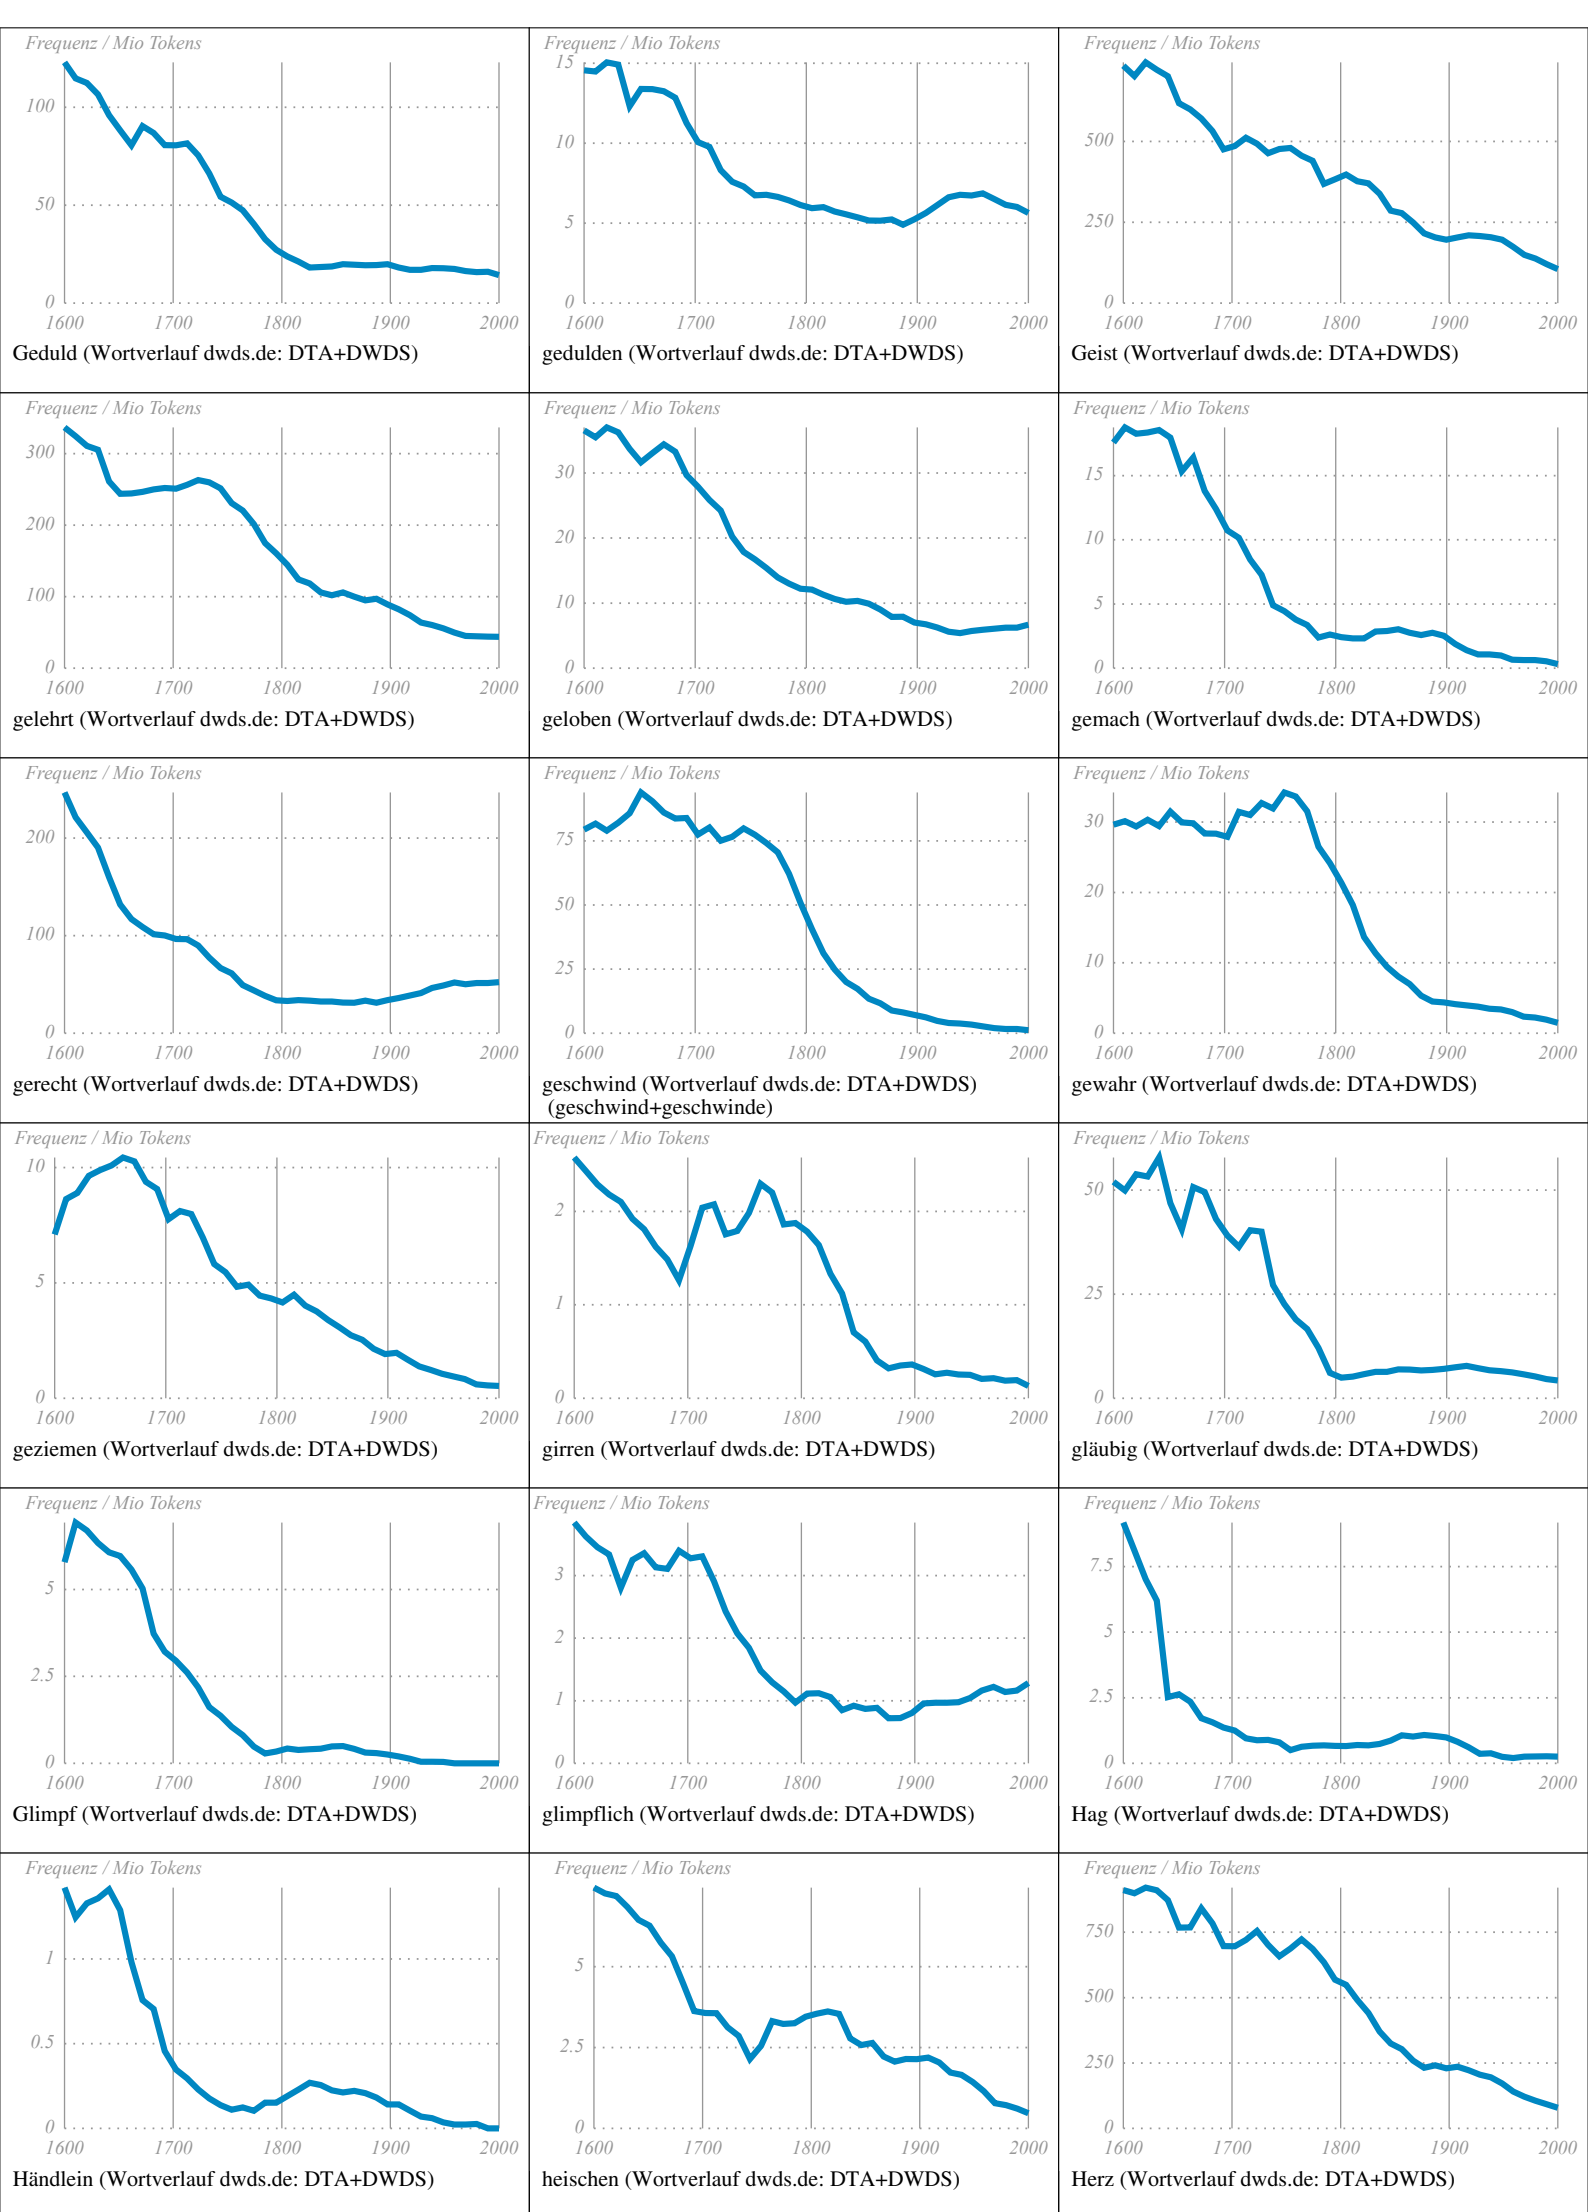 Frequenz / Mio Tokens
100
50
0
1600 1700 1800 1900 2000
Geduld (Wortverlauf dwds.de: DTA+DWDS)
Frequenz / Mio Tokens
15
10
5
0
1600 1700 1800 1900 2000
gedulden (Wortverlauf dwds.de: DTA+DWDS)
Frequenz / Mio Tokens
500
250
0
1600 1700 1800 1900 2000
Geist (Wortverlauf dwds.de: DTA+DWDS)
Frequenz / Mio Tokens
300
200
100
0
1600 1700 1800 1900 2000
gelehrt (Wortverlauf dwds.de: DTA+DWDS)
Frequenz / Mio Tokens
30
20
10
0
1600 1700 1800 1900 2000
geloben (Wortverlauf dwds.de: DTA+DWDS)
Frequenz / Mio Tokens
15
10
5
0
1600 1700 1800 1900 2000
gemach (Wortverlauf dwds.de: DTA+DWDS)
Frequenz / Mio Tokens
200
100
0
1600 1700 1800 1900 2000
gerecht (Wortverlauf dwds.de: DTA+DWDS)
Frequenz / Mio Tokens
75
50
25
0
1600 1700 1800 1900 2000
geschwind (Wortverlauf dwds.de: DTA+DWDS)
(geschwind+geschwinde)
Frequenz / Mio Tokens
30
20
10
0
1600 1700 1800 1900 2000
gewahr (Wortverlauf dwds.de: DTA+DWDS)
Frequenz / Mio Tokens
10
5
0
1600 1700 1800 1900 2000
geziemen (Wortverlauf dwds.de: DTA+DWDS)
Frequenz / Mio Tokens
2
1
0
1600 1700 1800 1900 2000
girren (Wortverlauf dwds.de: DTA+DWDS)
Frequenz / Mio Tokens
50
25
0
1600 1700 1800 1900 2000
gläubig (Wortverlauf dwds.de: DTA+DWDS)
Frequenz / Mio Tokens
5
2.5
0
1600 1700 1800 1900 2000
Glimpf (Wortverlauf dwds.de: DTA+DWDS)
Frequenz / Mio Tokens
3
2
1
0
1600 1700 1800 1900 2000
glimpflich (Wortverlauf dwds.de: DTA+DWDS)
Frequenz / Mio Tokens
7.5
5
2.5
0
1600 1700 1800 1900 2000
Hag (Wortverlauf dwds.de: DTA+DWDS)
Frequenz / Mio Tokens
1
0.5
0
1600 1700 1800 1900 2000
Händlein (Wortverlauf dwds.de: DTA+DWDS)
Frequenz / Mio Tokens
5
2.5
0
1600 1700 1800 1900 2000
heischen (Wortverlauf dwds.de: DTA+DWDS)
Frequenz / Mio Tokens
750
500
250
0
1600 1700 1800 1900 2000
Herz (Wortverlauf dwds.de: DTA+DWDS)